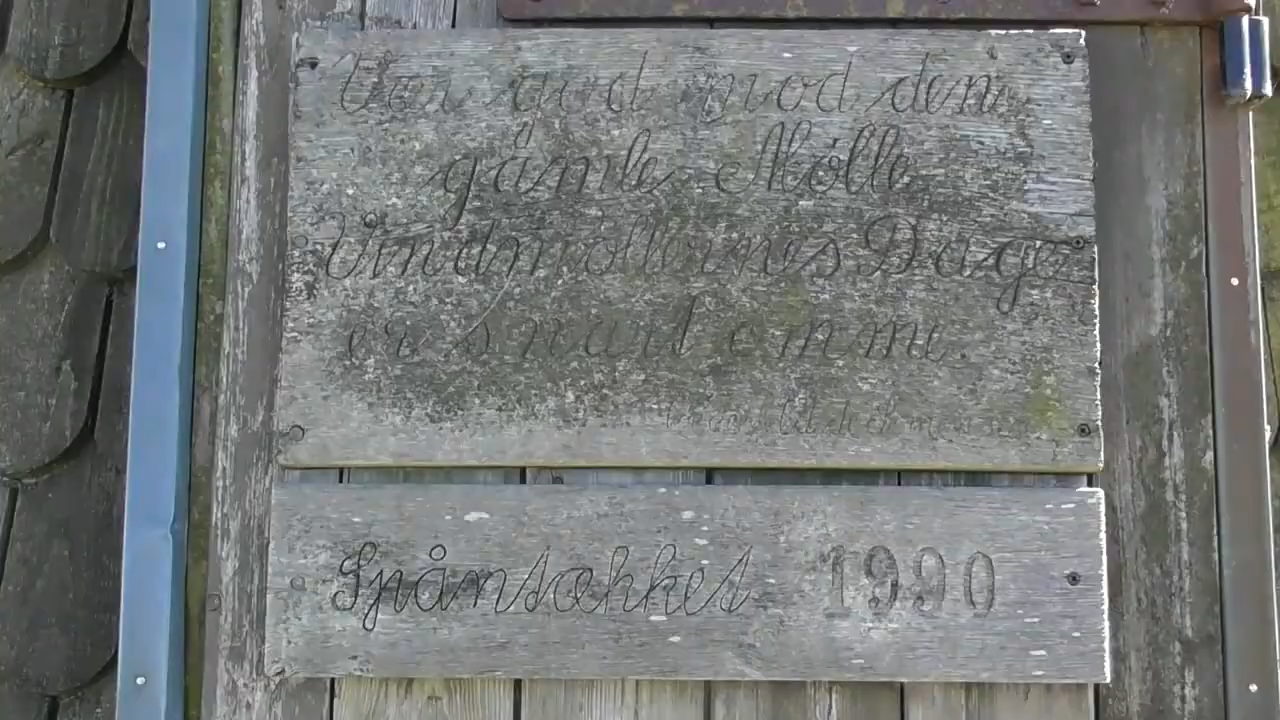 Vær god mod den
gamle Mølle
Vindmøllernes Dage
er snart omme.
Spåntækket 1990